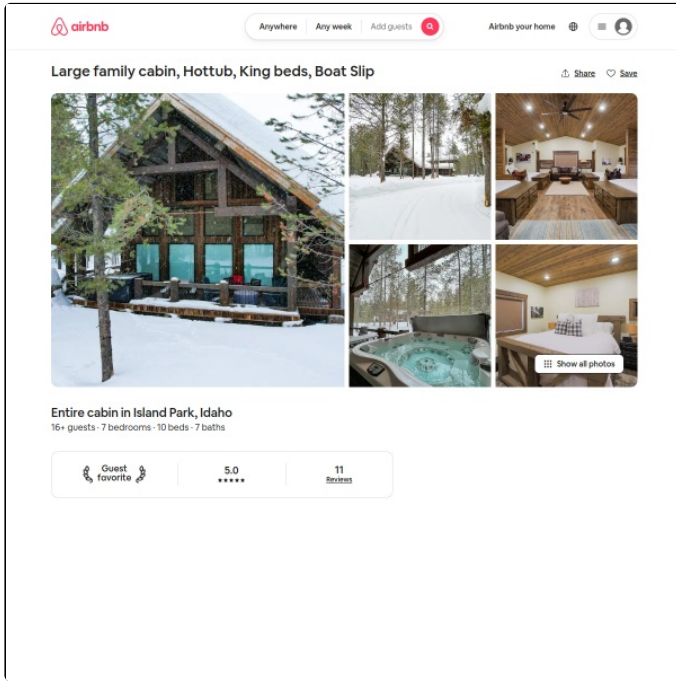 airbnb
Anywhere Any week Add guests
Airbnb your home
Large family cabin, Hottub, King beds, Boat Slip
Share Save
Show all photos
Entire cabin in Island Park, Idaho
16+ guests · 7 bedrooms · 10 beds · 7 baths
Guest
favorite
5.0
11
Reviews